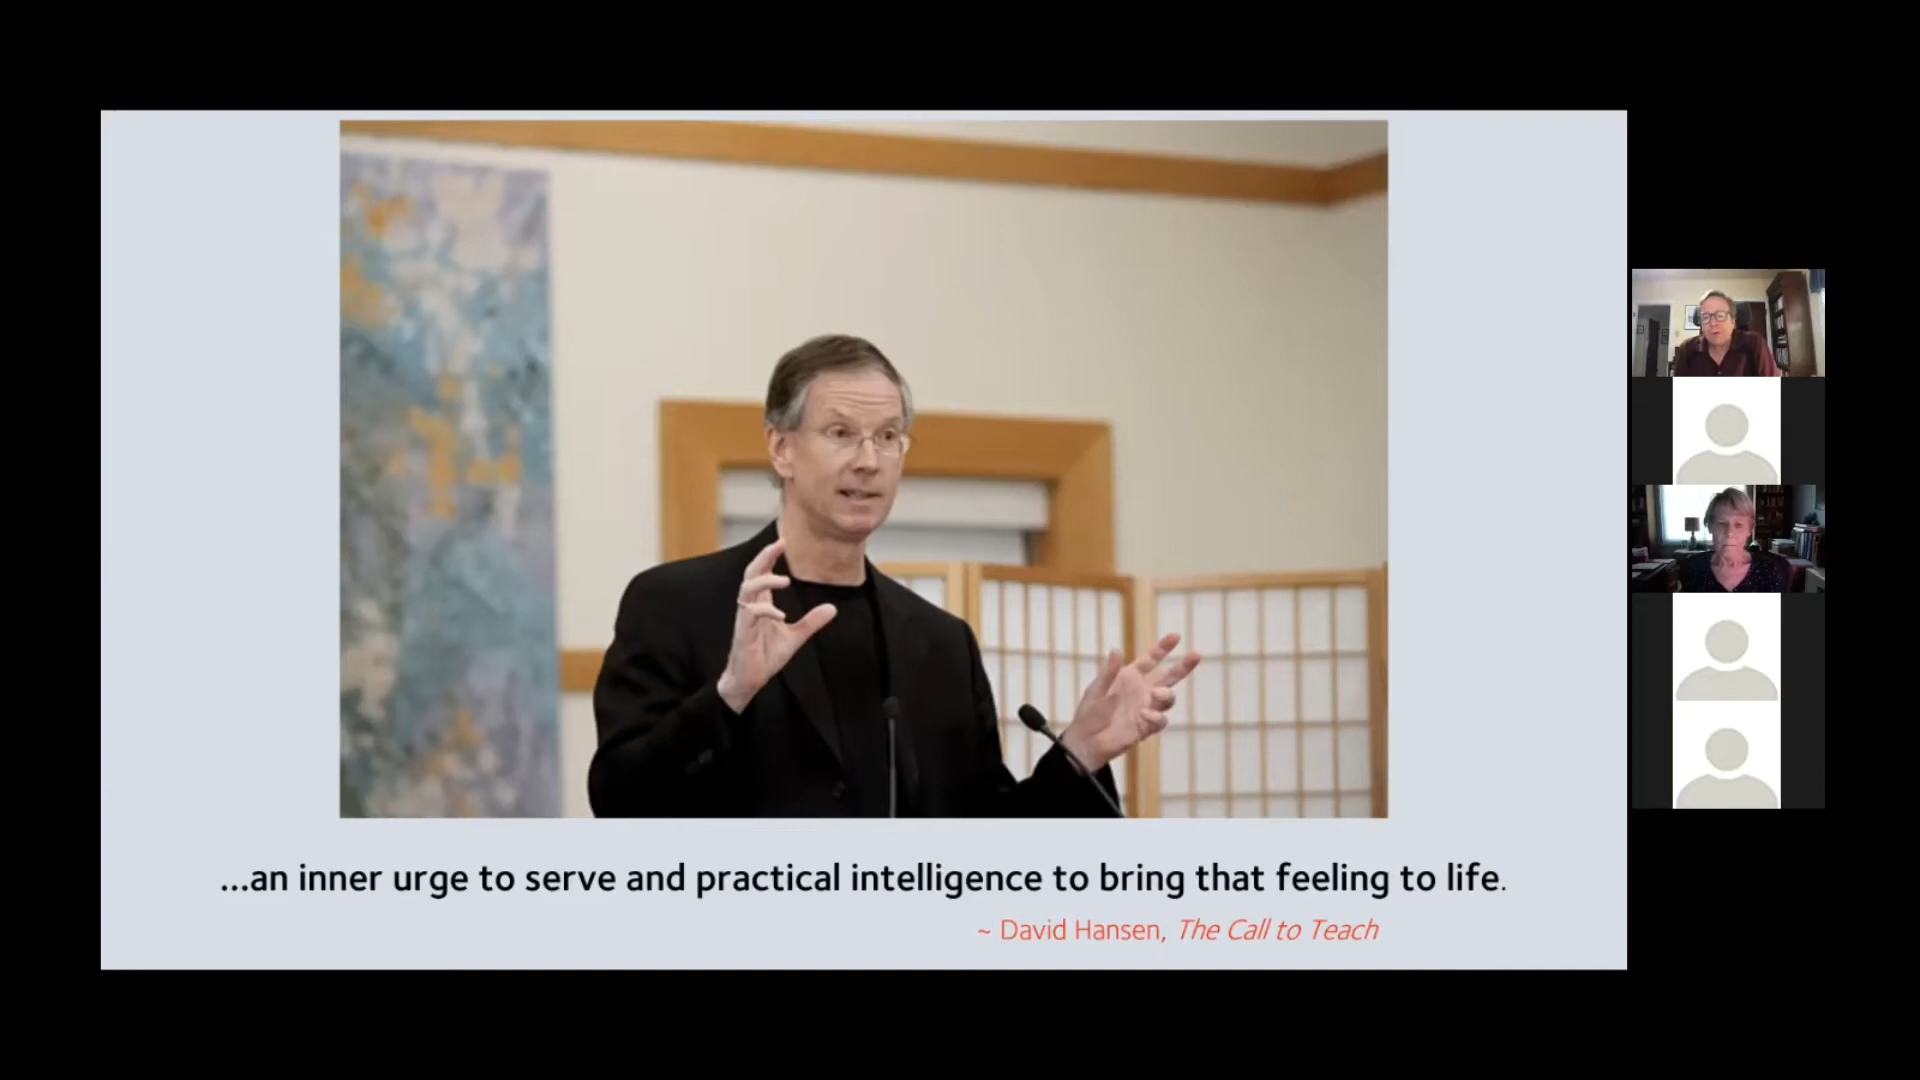 ...an inner urge to serve and practical intelligence to bring that feeling to life.
~ David Hansen, The Call to Teach